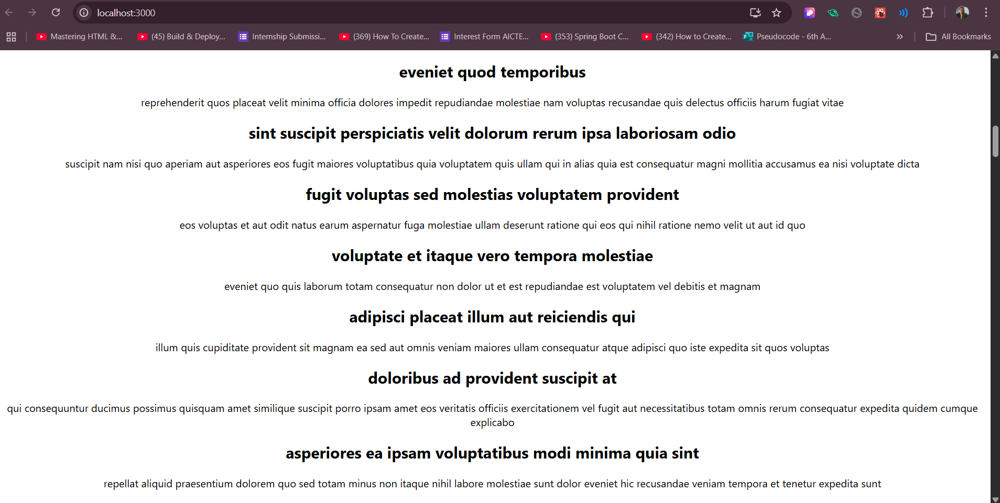 localhost:3000
Mastering HTML &...
(45) Build & Deploy...
Internship Submissi...
(369) How To Create...
Interest Form AICTE...
(353) Spring Boot C...
(342) How to Create...
Pseudocode - 6th A...
All Bookmarks
eveniet quod temporibus
reprehenderit quos placeat velit minima officia dolores impedit repudiandae molestiae nam voluptas recusandae quis delectus officiis harum fugiat vitae
sint suscipit perspiciatis velit dolorum rerum ipsa laboriosam odio
suscipit nam nisi quo aperiam aut asperiores eos fugit maiores voluptatibus quia voluptatem quis ullam qui in alias quia est consequatur magni mollitia accusamus ea nisi voluptate dicta
fugit voluptas sed molestias voluptatem provident
eos voluptas et aut odit natus earum aspernatur fuga molestiae ullam deserunt ratione qui eos qui nihil ratione nemo velit ut aut id quo
voluptate et itaque vero tempora molestiae
eveniet quo quis laborum totam consequatur non dolor ut et est repudiandae est voluptatem vel debitis et magnam
adipisci placeat illum aut reiciendis qui
illum quis cupiditate provident sit magnam ea sed aut omnis veniam maiores ullam consequatur atque adipisci quo iste expedita sit quos voluptas
doloribus ad provident suscipit at
qui consequuntur ducimus possimus quisquam amet similique suscipit porro ipsam amet eos veritatis officiis exercitationem vel fugit aut necessitatibus totam omnis rerum consequatur expedita quidem cumque
explicabo
asperiores ea ipsam voluptatibus modi minima quia sint
repellat aliquid praesentium dolorem quo sed totam minus non itaque nihil labore molestiae sunt dolor eveniet hic recusandae veniam tempora et tenetur expedita sunt